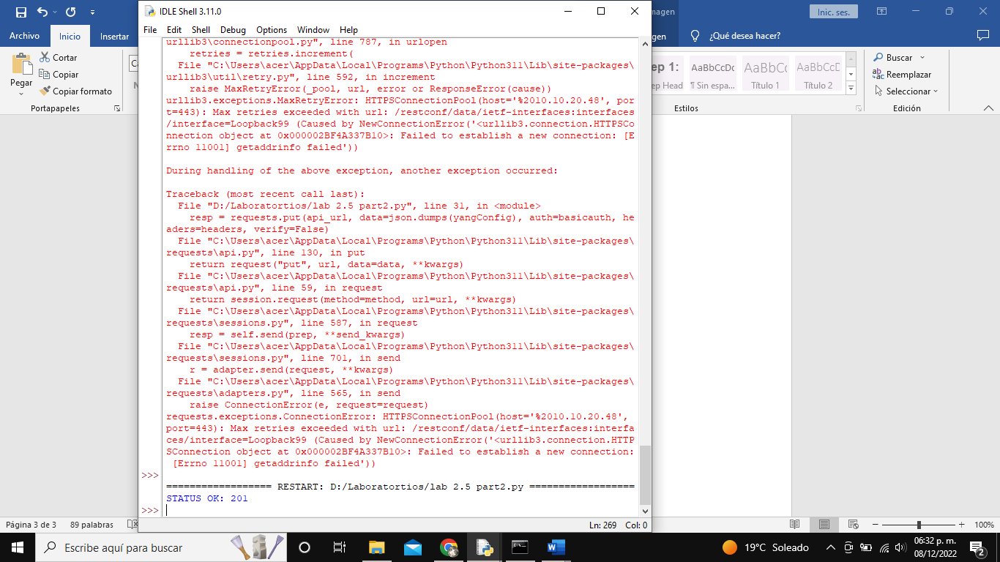 IDLE Shell 3.11.0
File Edit Shell Debug Options Window Help
urllib3\connectionpool.py", line 787, in urlopen
    retries = retries.increment(
  File "C:\Users\acer\AppData\Local\Programs\Python\Python311\Lib\site-packages\
urllib3\util\retry.py", line 592, in increment
    raise MaxRetryError(_pool, url, error or ResponseError(cause))
urllib3.exceptions.MaxRetryError: HTTPSConnectionPool(host='%2010.10.20.48', por
t=443): Max retries exceeded with url: /restconf/data/ietf-interfaces:interfaces
/interface=Loopback99 (Caused by NewConnectionError('<urllib3.connection.HTTPSCo
nnection object at 0x000002BF4A337B10>: Failed to establish a new connection: [E
rrno 11001] getaddrinfo failed'))
During handling of the above exception, another exception occurred:
Traceback (most recent call last):
  File "D:/Laboratortios/lab 2.5 part2.py", line 31, in <module>
    resp = requests.put(api_url, data=json.dumps(yangConfig), auth=basicauth, he
aders=headers, verify=False)
  File "C:\Users\acer\AppData\Local\Programs\Python\Python311\Lib\site-packages\
requests\api.py", line 130, in put
    return request("put", url, data=data, **kwargs)
  File "C:\Users\acer\AppData\Local\Programs\Python\Python311\Lib\site-packages\
requests\api.py", line 59, in request
    return session.request(method=method, url=url, **kwargs)
  File "C:\Users\acer\AppData\Local\Programs\Python\Python311\Lib\site-packages\
requests\sessions.py", line 587, in request
    resp = self.send(prep, **send_kwargs)
  File "C:\Users\acer\AppData\Local\Programs\Python\Python311\Lib\site-packages\
requests\sessions.py", line 701, in send
    r = adapter.send(request, **kwargs)
  File "C:\Users\acer\AppData\Local\Programs\Python\Python311\Lib\site-packages\
requests\adapters.py", line 565, in send
    raise ConnectionError(e, request=request)
requests.exceptions.ConnectionError: HTTPSConnectionPool(host='%2010.10.20.48',
port=443): Max retries exceeded with url: /restconf/data/ietf-interfaces:interfa
ces/interface=Loopback99 (Caused by NewConnectionError('<urllib3.connection.HTTP
SConnection object at 0x000002BF4A337B10>: Failed to establish a new connection:
 [Errno 11001] getaddrinfo failed'))
>>>
================== RESTART: D:/Laboratortios/lab 2.5 part2.py ==================
STATUS OK: 201
>>>
Ln: 269 Col: 0
Archivo Inicio Insertar
Pegar
Cortar
Copiar
Copiar formato
Portapapeles
magen
Inic. ses.
¿Qué desea hacer?
ep 1: AaBbCcDc AaBbCc AaBbCcD
ep Head ¶ Sin espa... Título 1 Título 2
Estilos
Buscar
Reemplazar
Seleccionar
Edición
Página 3 de 3 89 palabras
100%
Escribe aquí para buscar
19°C Soleado
06:32 p. m.
08/12/2022
2